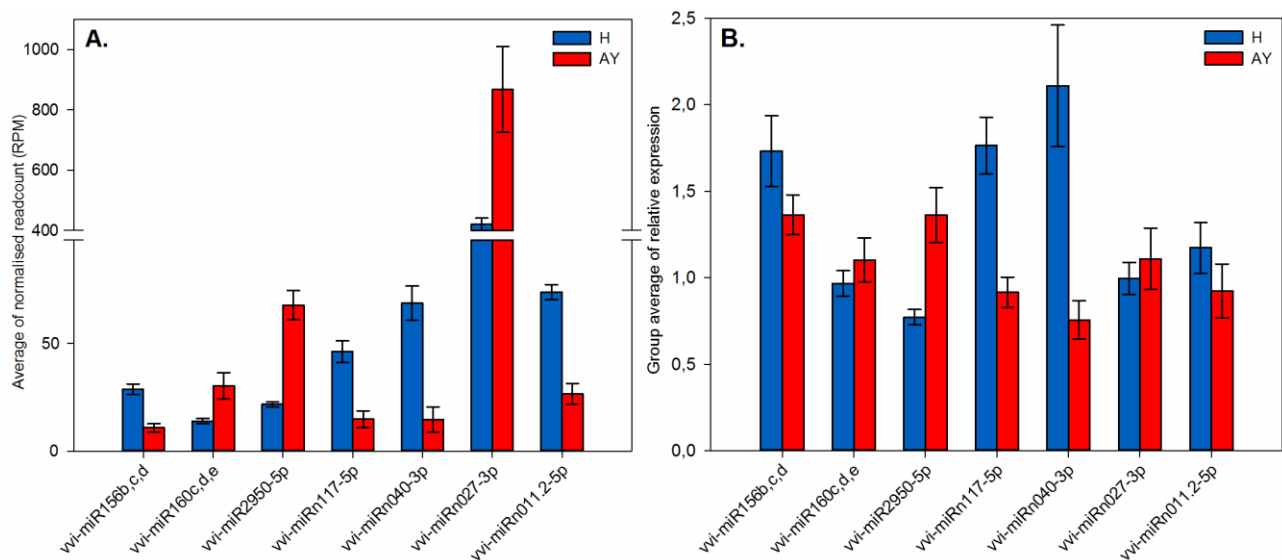 A.
H
AY
Average of normalised readcount (RPM)
1000
800
600
400
50
0
vvi-miR156b,c,d
vvi-miR160c,d,e
vvi-miR2950-5p
vvi-miRn117-5p
vvi-miRn040-3p
vvi-miRn027-3p
vvi-miRn011.2-5p
B.
H
AY
Group average of relative expression
2,5
2,0
1,5
1,0
0,5
0,0
vvi-miR156b,c,d
vvi-miR160c,d,e
vvi-miR2950-5p
vvi-miRn117-5p
vvi-miRn040-3p
vvi-miRn027-3p
vvi-miRn011.2-5p